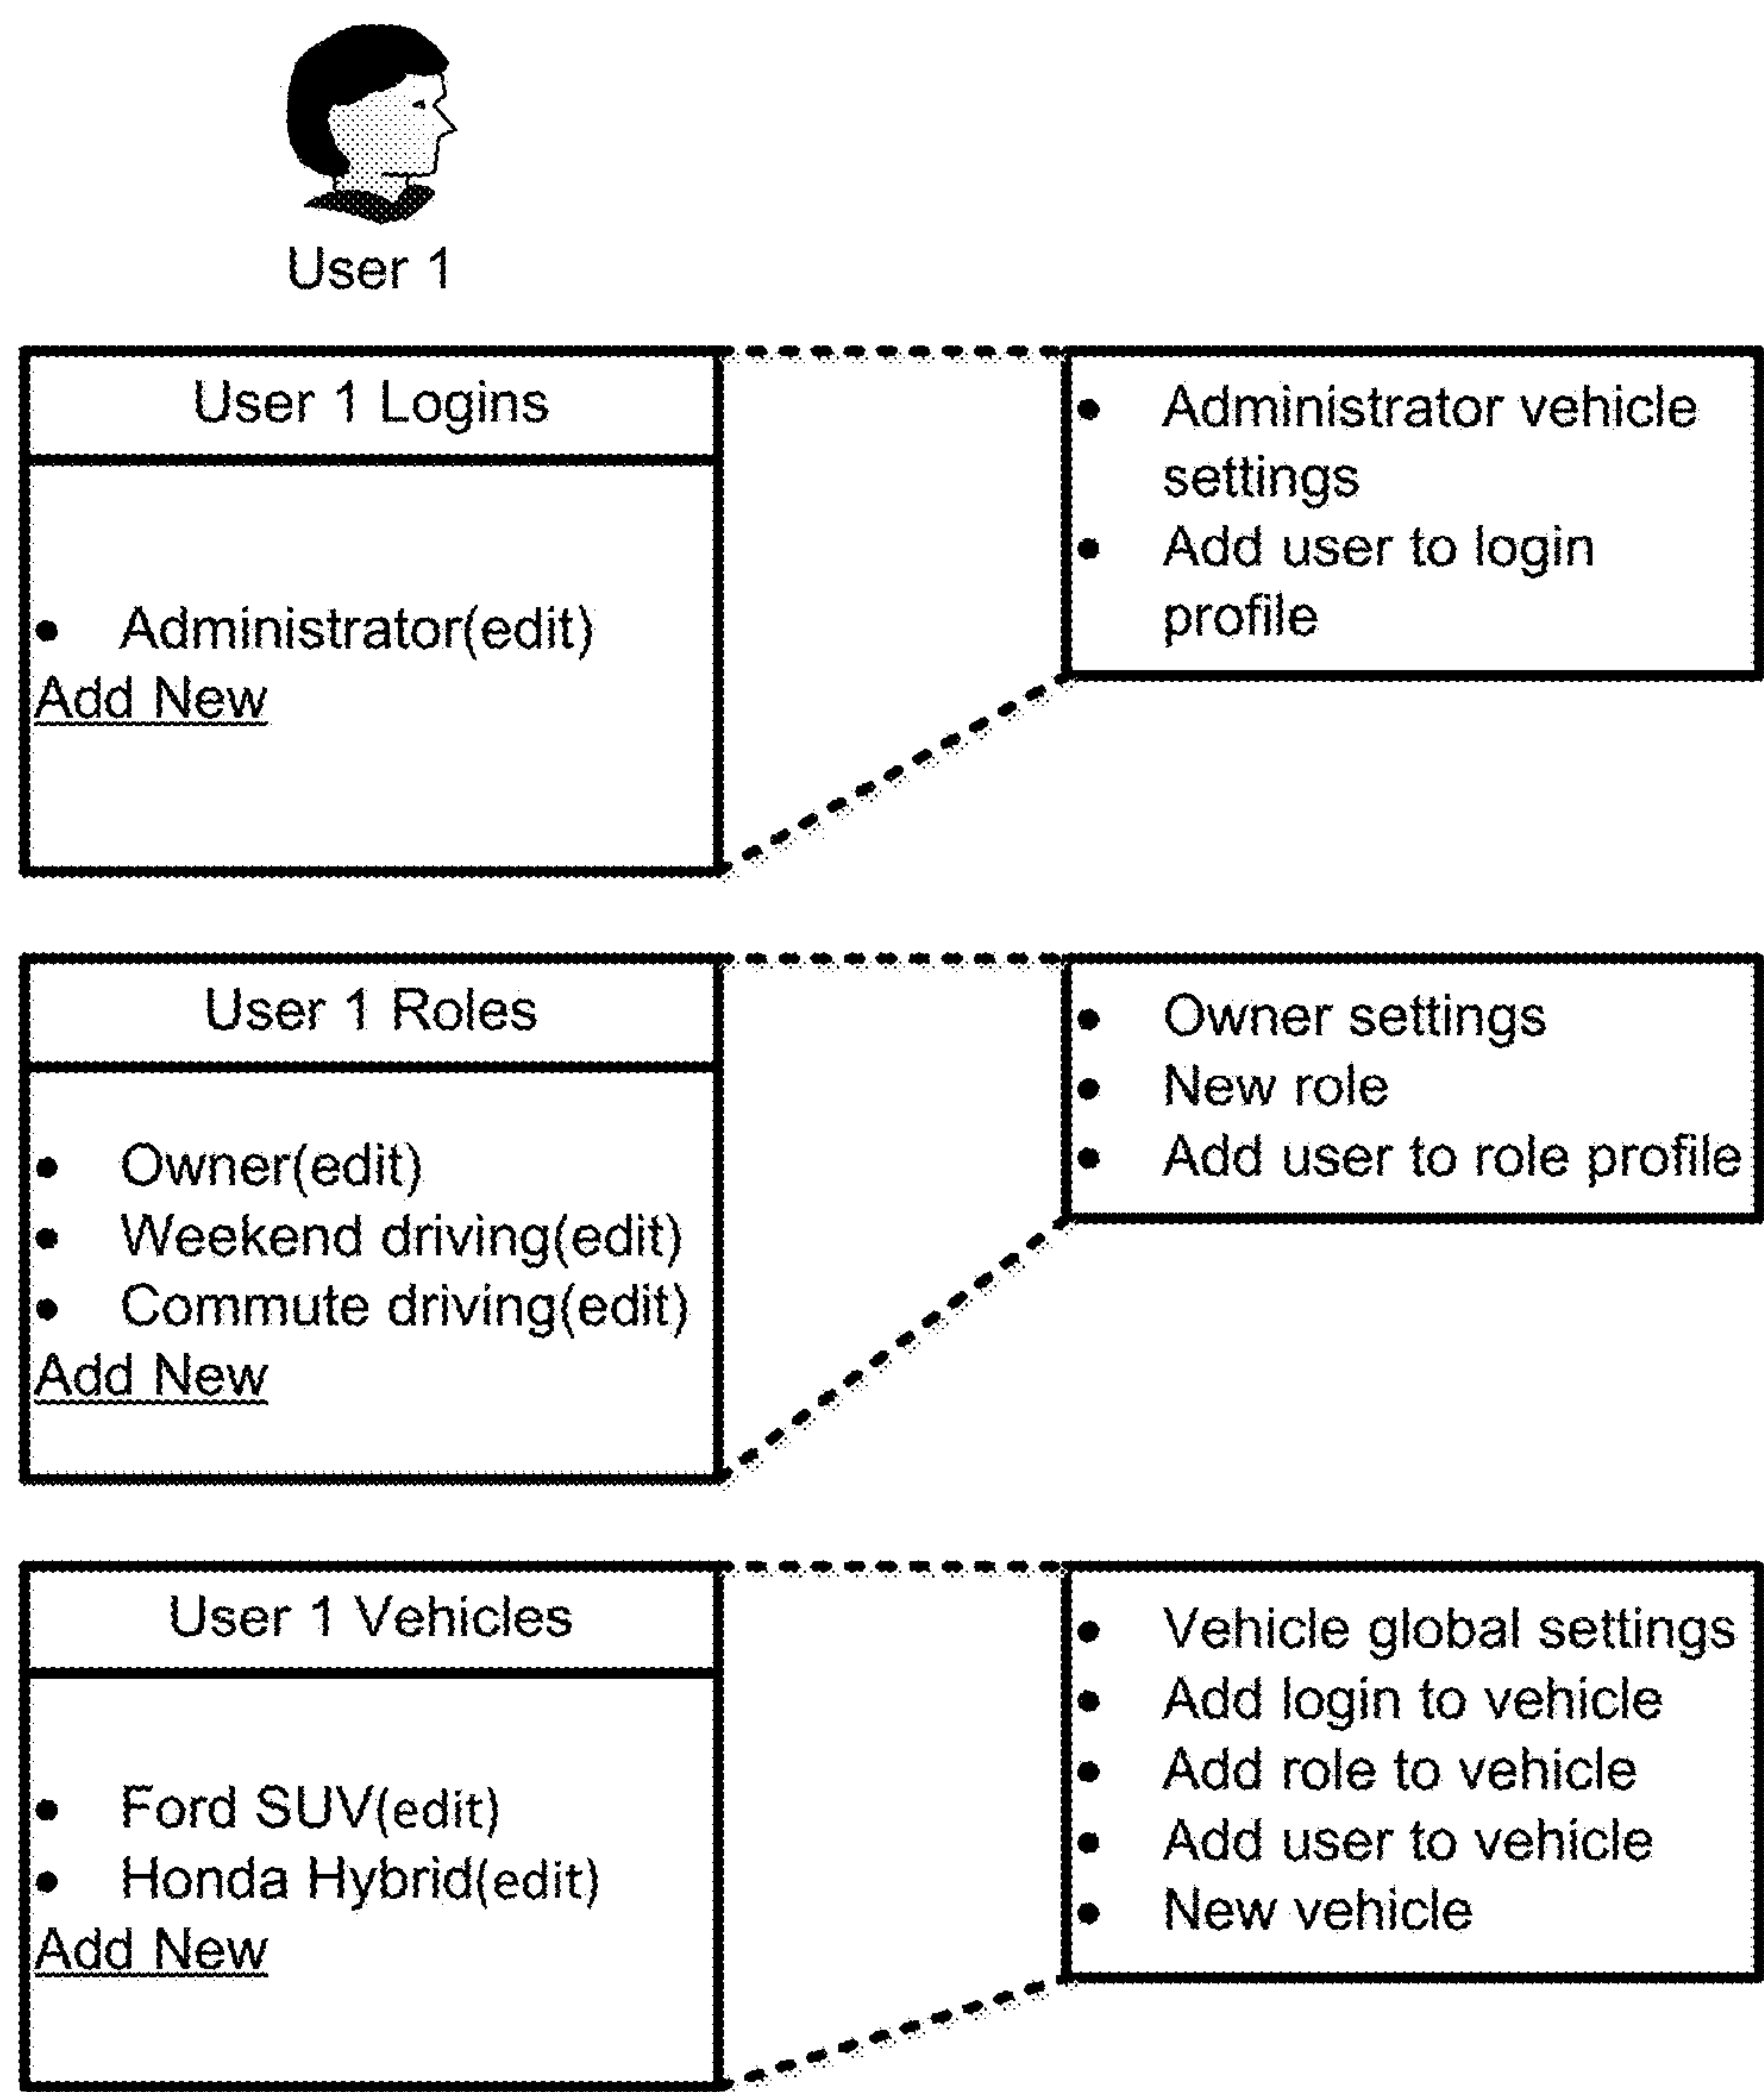 User 1
User 1 Logins
• Administrator(edit)
Add New
• Administrator vehicle
settings
• Add user to login
profile
User 1 Roles
• Owner(edit)
• Weekend driving(edit)
• Commute driving(edit)
Add New
• Owner settings
• New role
• Add user to role profile
User 1 Vehicles
• Ford SUV(edit)
• Honda Hybrid(edit)
Add New
• Vehicle global settings
• Add login to vehicle
• Add role to vehicle
• Add user to vehicle
• New vehicle